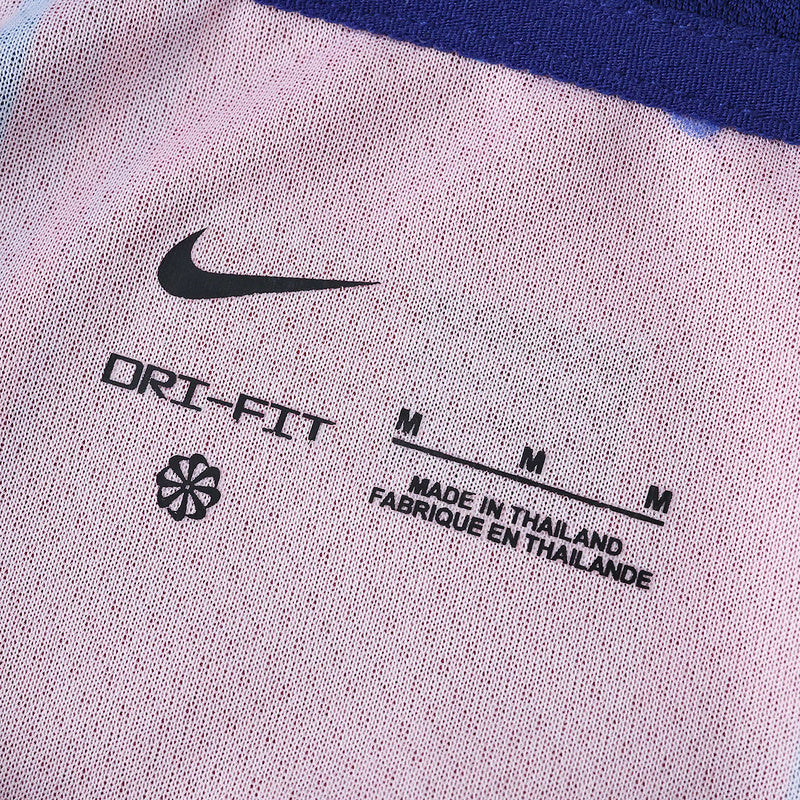 DRI-FIT
M M M
MADE IN THAILAND
FABRIQUE EN THAILANDE